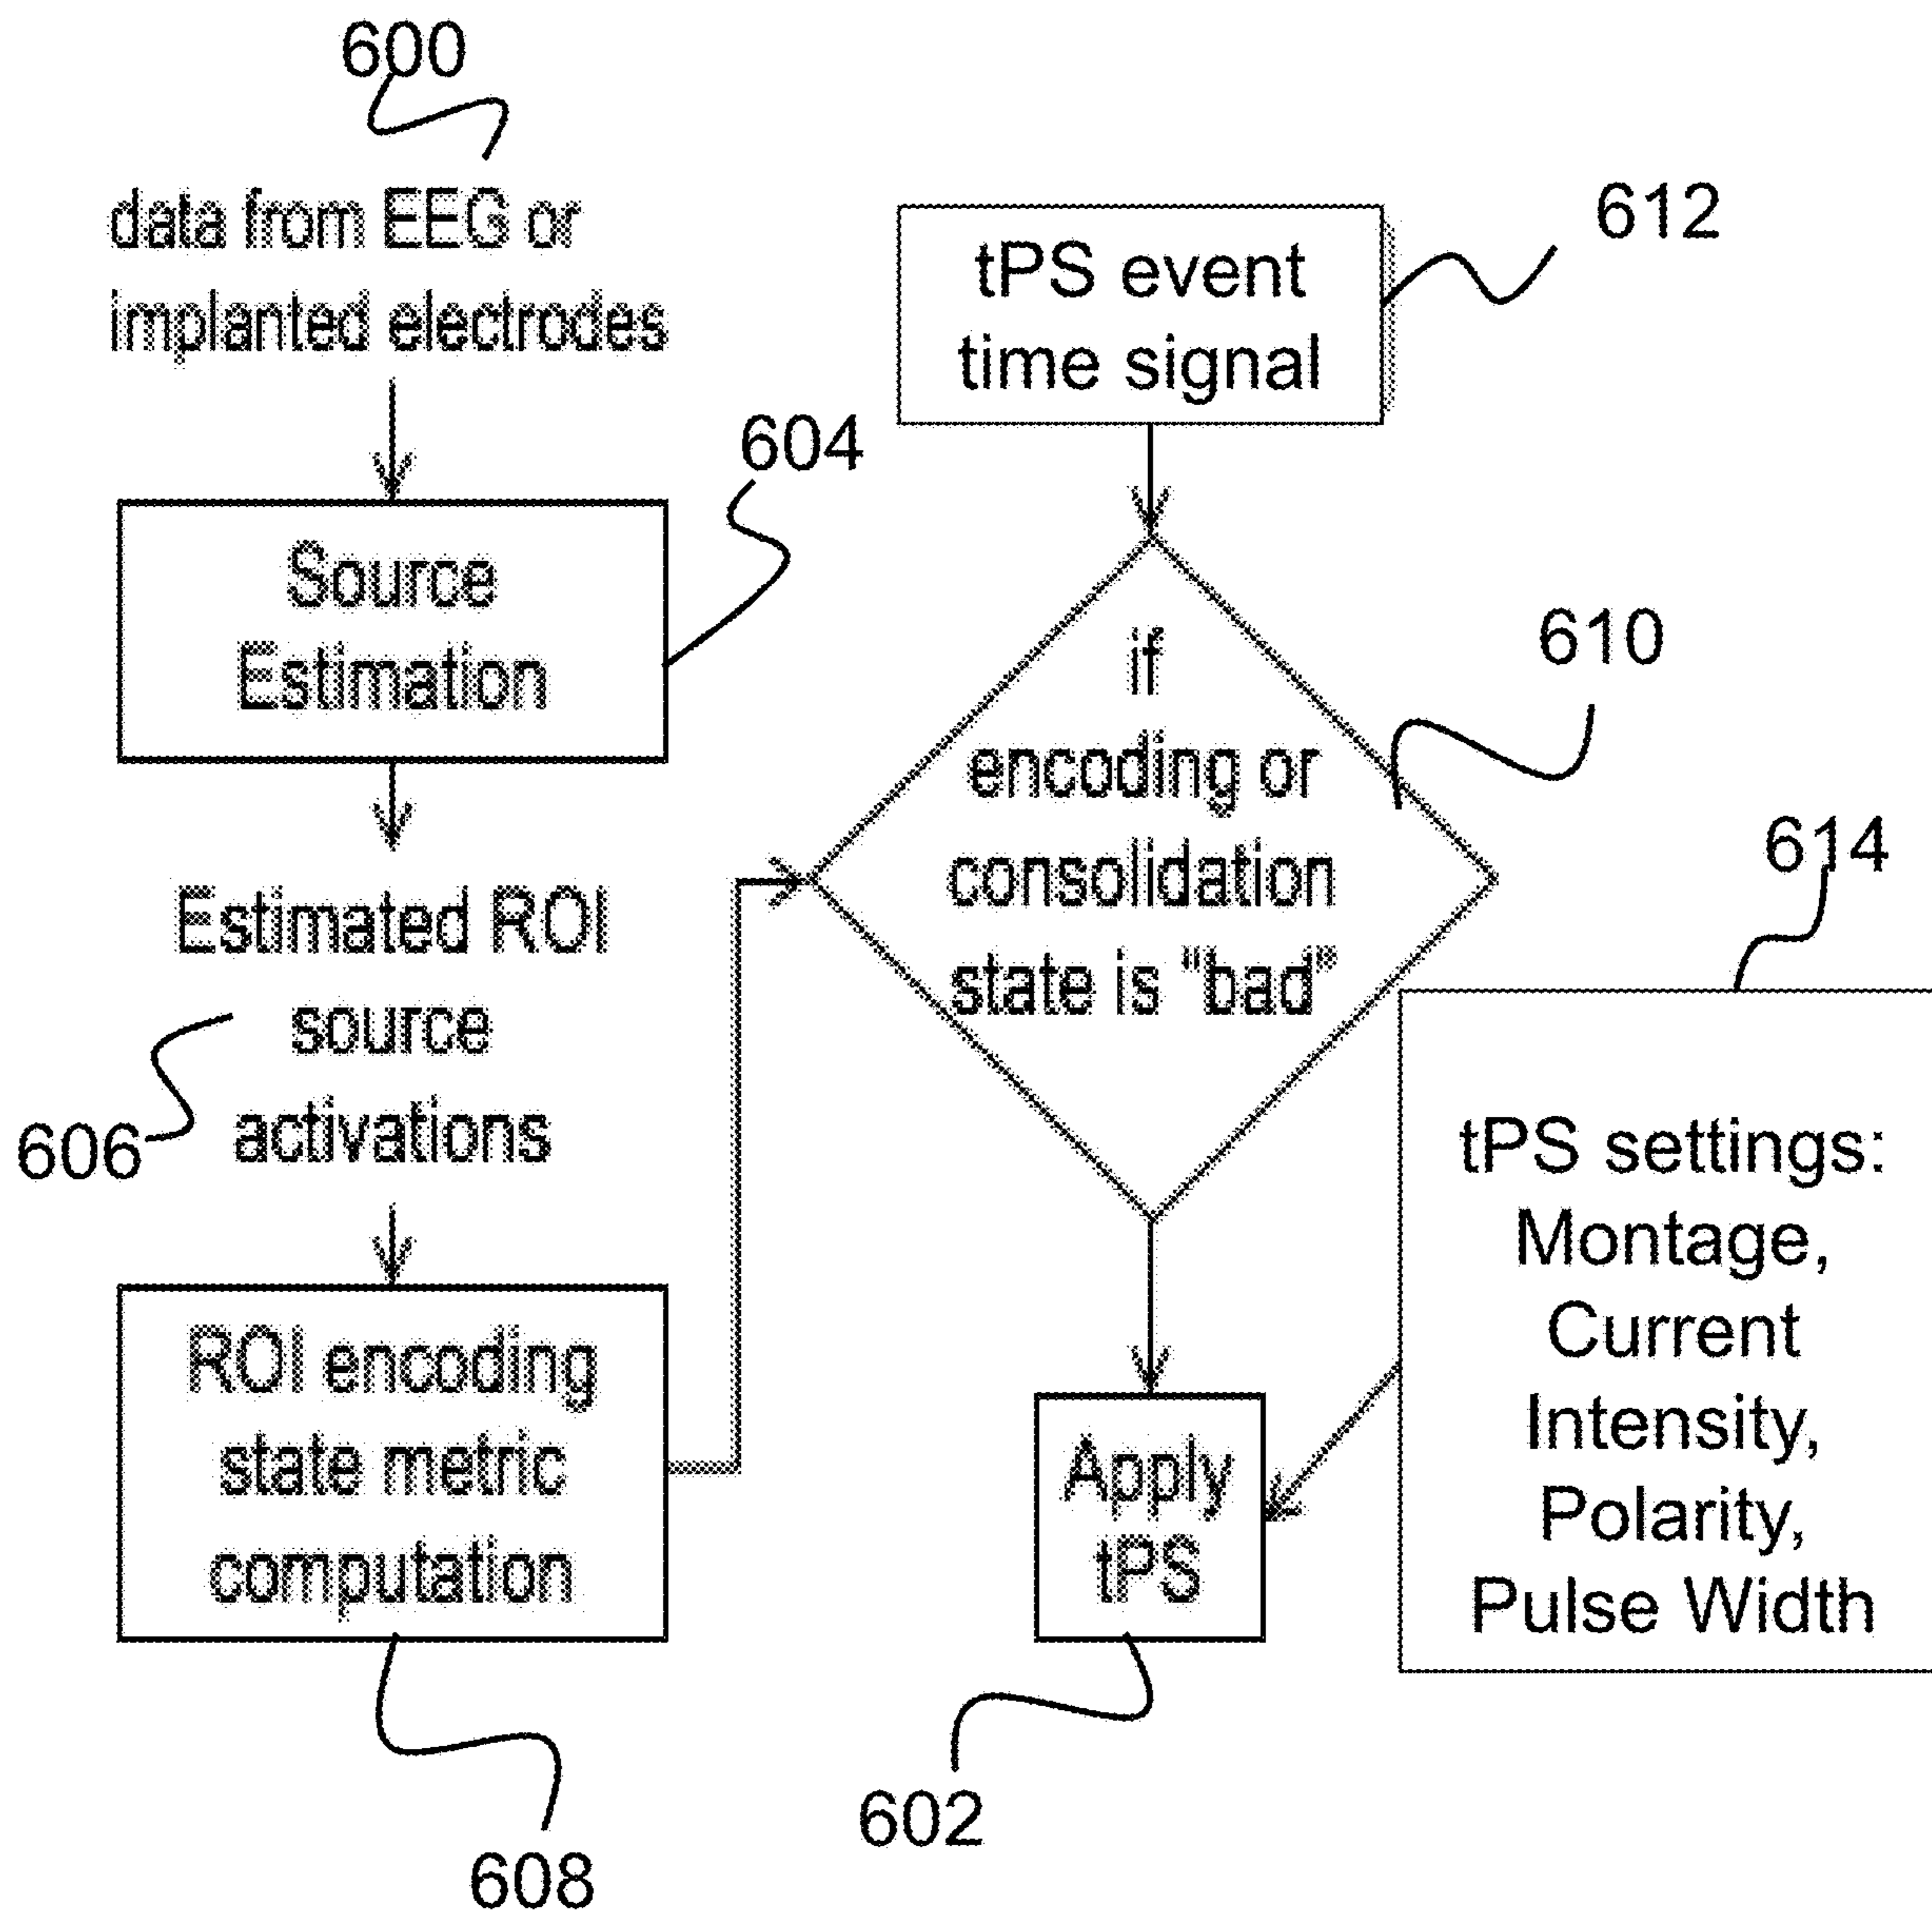 600
data from EEG or
implanted electrodes
604
Source
Estimation
Estimated ROI
source
activations
606
ROI encoding
state metric
computation
608
tPS event
time signal
612
if
encoding or
consolidation
state is "bad"
610
Apply
tPS
602
614
tPS settings:
Montage,
Current
Intensity,
Polarity,
Pulse Width